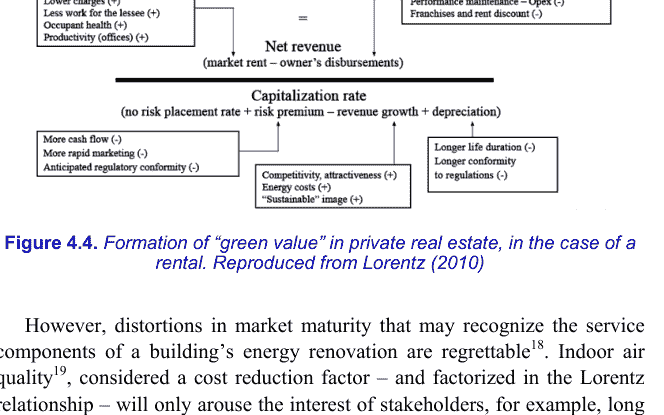 Lower charges (+)
Less work for the lessee (+)
Occupant health (+)
Productivity (offices) (+)
Performance maintenance – Opex (-)
Franchises and rent discount (-)
=
Net revenue
(market rent – owner's disbursements)
Capitalization rate
(no risk placement rate + risk premium – revenue growth + depreciation)
More cash flow (-)
More rapid marketing (-)
Anticipated regulatory conformity (-)
Competitivity, attractiveness (+)
Energy costs (+)
"Sustainable" image (+)
Longer life duration (-)
Longer conformity
to regulations (-)
Figure 4.4. Formation of "green value" in private real estate, in the case of a
rental. Reproduced from Lorentz (2010)
However, distortions in market maturity that may recognize the service
components of a building's energy renovation are regrettable18. Indoor air
quality19, considered a cost reduction factor – and factorized in the Lorentz
relationship – will only arouse the interest of stakeholders, for example, long